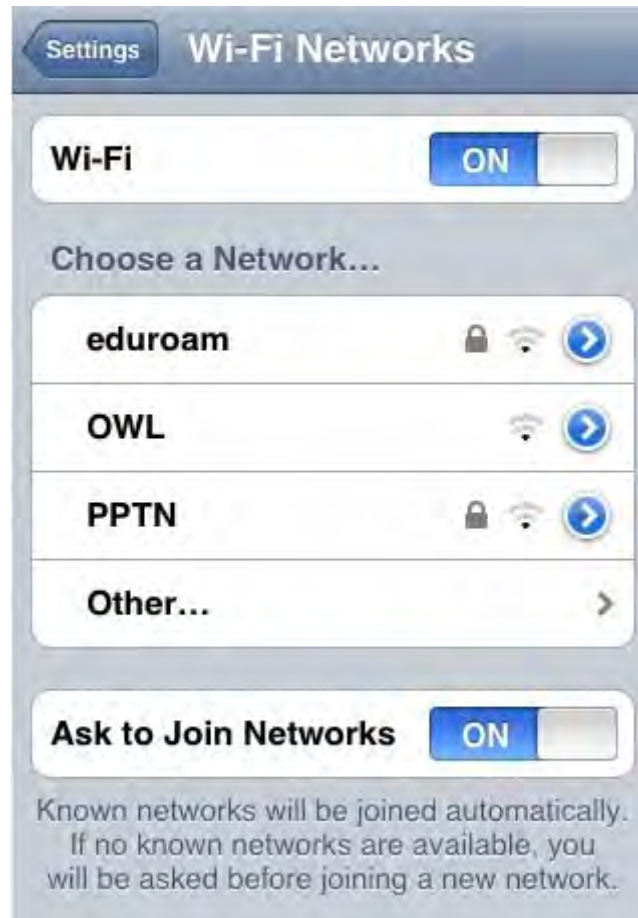 Settings
Wi-Fi Networks
Wi-Fi
ON
Choose a Network...
eduroam
OWL
PPTN
Other...
Ask to Join Networks
ON
Known networks will be joined automatically.
If no known networks are available, you
will be asked before joining a new network.